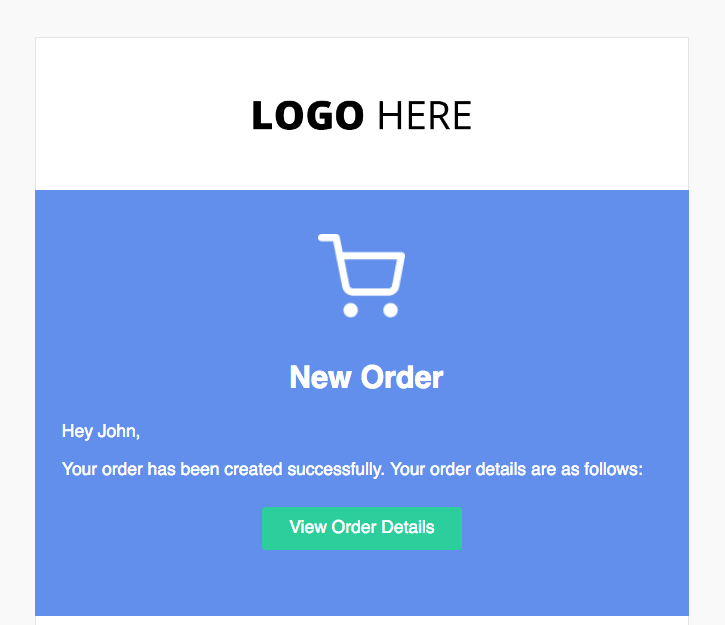 LOGO HERE
New Order
Hey John,
Your order has been created successfully. Your order details are as follows:
View Order Details